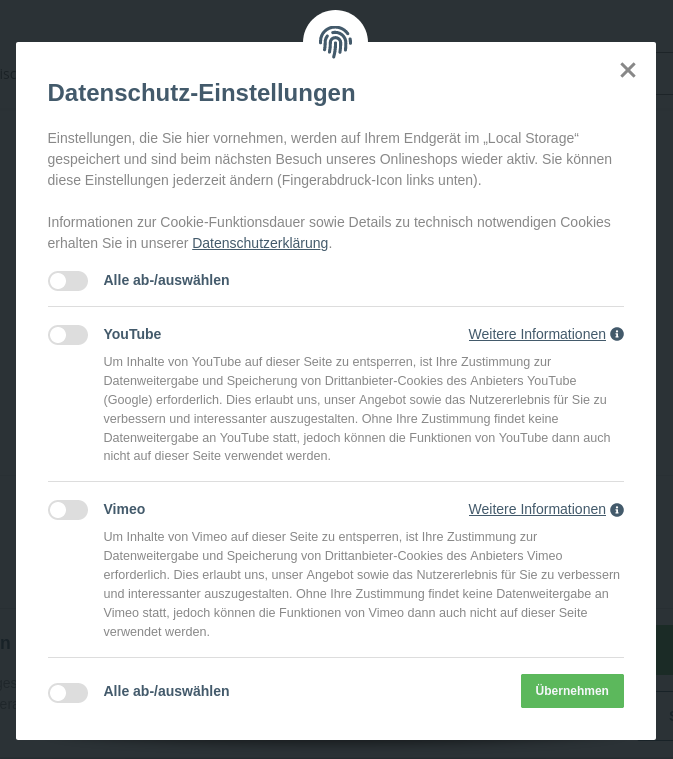 Datenschutz-Einstellungen
Einstellungen, die Sie hier vornehmen, werden auf Ihrem Endgerät im „Local Storage“
gespeichert und sind beim nächsten Besuch unseres Onlineshops wieder aktiv. Sie können
diese Einstellungen jederzeit ändern (Fingerabdruck-Icon links unten).
Informationen zur Cookie-Funktionsdauer sowie Details zu technisch notwendigen Cookies
erhalten Sie in unserer Datenschutzerklärung.
Alle ab-/auswählen
YouTube Weitere Informationen
Um Inhalte von YouTube auf dieser Seite zu entsperren, ist Ihre Zustimmung zur
Datenweitergabe und Speicherung von Drittanbieter-Cookies des Anbieters YouTube
(Google) erforderlich. Dies erlaubt uns, unser Angebot sowie das Nutzererlebnis für Sie zu
verbessern und interessanter auszugestalten. Ohne Ihre Zustimmung findet keine
Datenweitergabe an YouTube statt, jedoch können die Funktionen von YouTube dann auch
nicht auf dieser Seite verwendet werden.
Vimeo Weitere Informationen
Um Inhalte von Vimeo auf dieser Seite zu entsperren, ist Ihre Zustimmung zur
Datenweitergabe und Speicherung von Drittanbieter-Cookies des Anbieters Vimeo
erforderlich. Dies erlaubt uns, unser Angebot sowie das Nutzererlebnis für Sie zu verbessern
und interessanter auszugestalten. Ohne Ihre Zustimmung findet keine Datenweitergabe an
Vimeo statt, jedoch können die Funktionen von Vimeo dann auch nicht auf dieser Seite
verwendet werden.
Alle ab-/auswählen Übernehmen